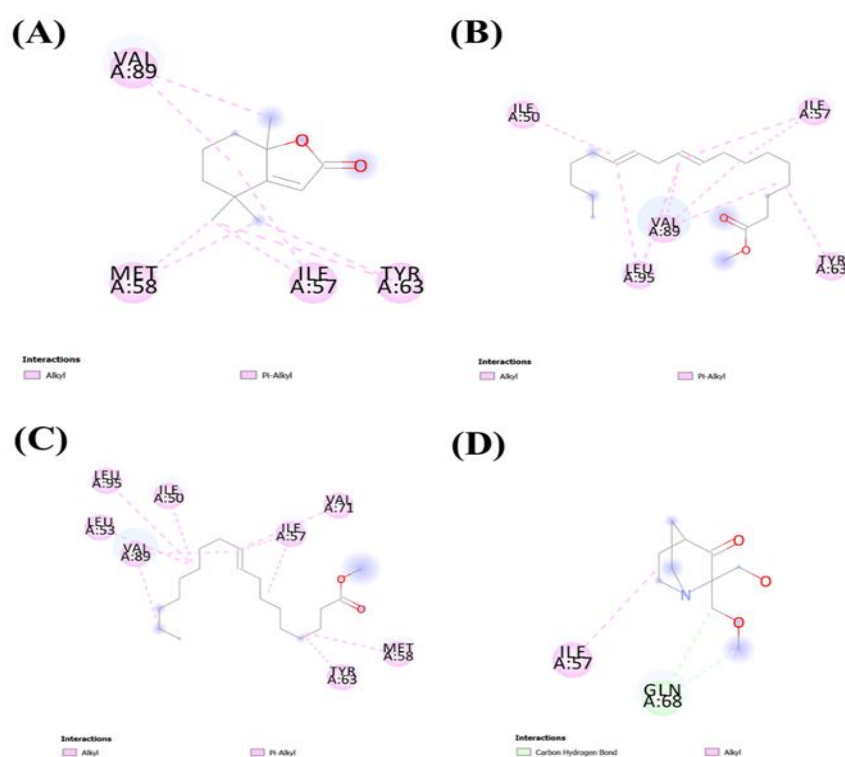 (A)
VAL
A:89
O
O
MET
A:58
ILE
A:57
TYR
A:63
Interactions
Alkyl
Pi-Alkyl
(B)
ILE
A:50
ILE
A:57
VAL
A:89
O
O
LEU
A:95
TYR
A:63
Interactions
Alkyl
Pi-Alkyl
(C)
LEU
A:95
ILE
A:50
VAL
A:71
LEU
A:53
ILE
A:57
VAL
A:89
O
O
MET
A:58
TYR
A:63
Interactions
Alkyl
Pi-Alkyl
(D)
O
O
N
O
ILE
A:57
GLN
A:68
Interactions
Carbon Hydrogen Bond
Alkyl